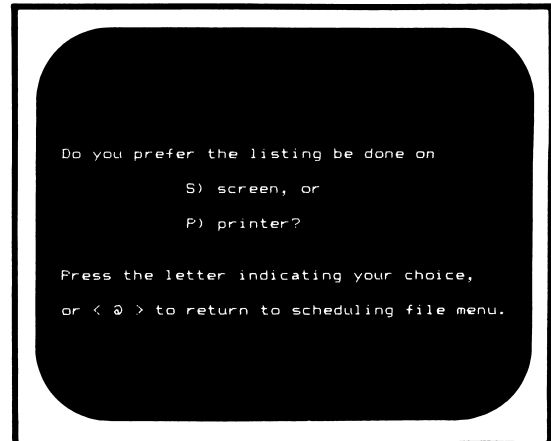 Do you prefer the listing be done on
S) screen, or
P) printer?
Press the letter indicating your choice,
or < @ > to return to scheduling file menu.